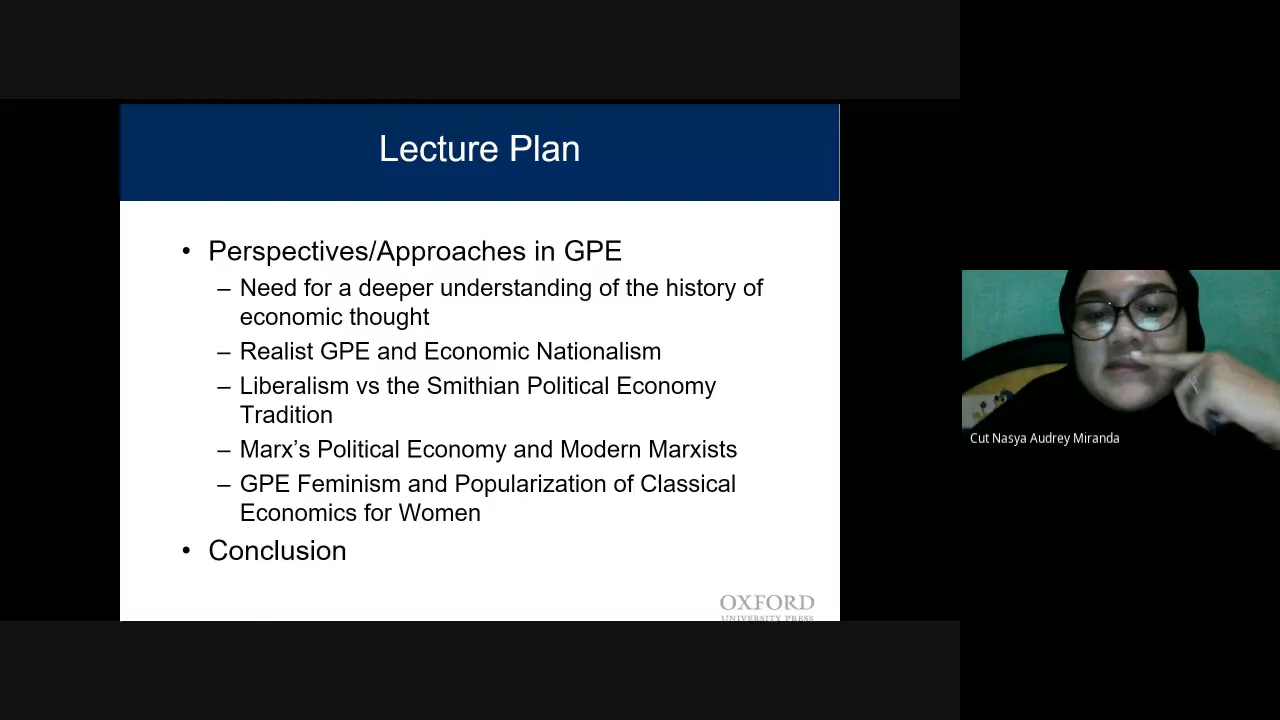 Lecture Plan
• Perspectives/Approaches in GPE
– Need for a deeper understanding of the history of
economic thought
– Realist GPE and Economic Nationalism
– Liberalism vs the Smithian Political Economy
Tradition
– Marx's Political Economy and Modern Marxists
– GPE Feminism and Popularization of Classical
Economics for Women
• Conclusion
OXFORD
UNIVERSITY PRESS
Cut Nasya Audrey Miranda